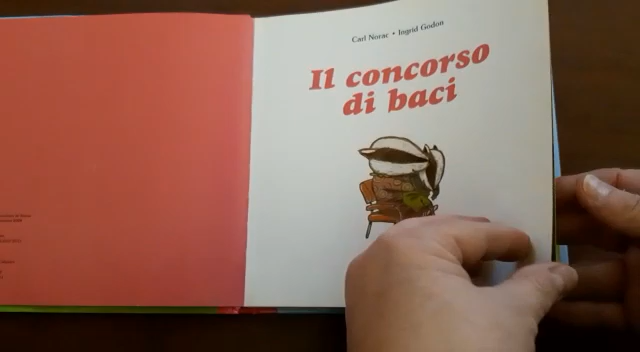 Carl Norac • Ingrid Godon
Il concorso
di baci